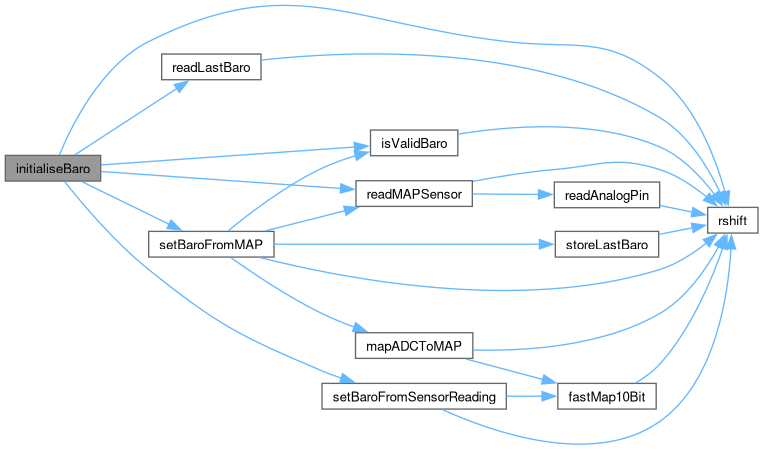 readLastBaro
isValidBaro
initialiseBaro
readMAPSensor
readAnalogPin
rshift
setBaroFromMAP
storeLastBaro
mapADCToMAP
setBaroFromSensorReading
fastMap10Bit